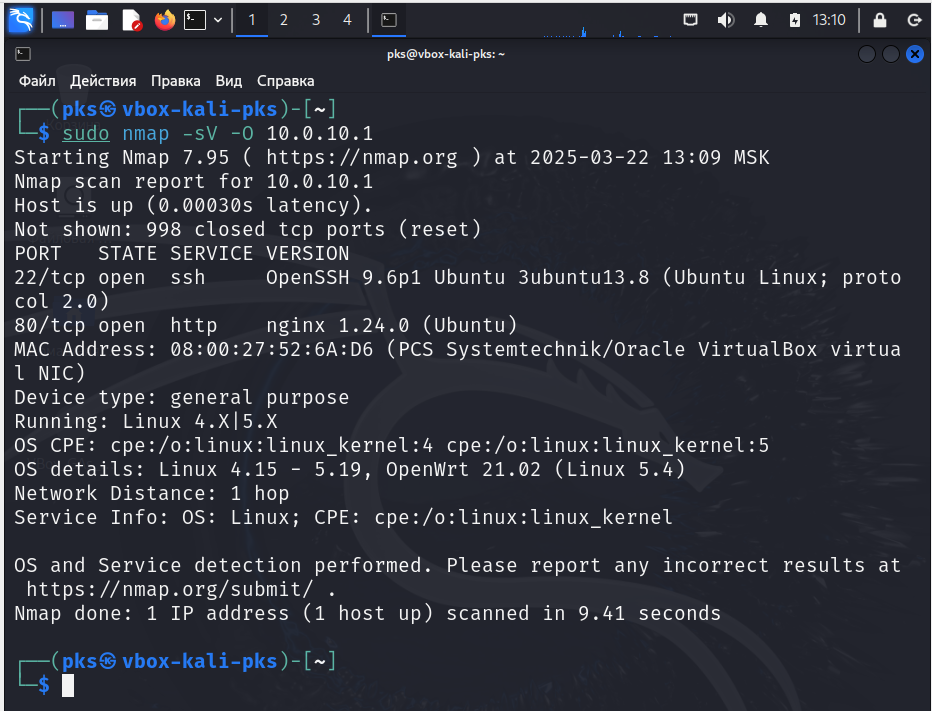 1 2 3 4 13:10
pks@vbox-kali-pks: ~
Файл Действия Правка Вид Справка
┌──(pks㉿vbox-kali-pks)-[~]
└─$ sudo nmap -sV -O 10.0.10.1
Starting Nmap 7.95 ( https://nmap.org ) at 2025-03-22 13:09 MSK
Nmap scan report for 10.0.10.1
Host is up (0.00030s latency).
Not shown: 998 closed tcp ports (reset)
PORT   STATE SERVICE VERSION
22/tcp open  ssh     OpenSSH 9.6p1 Ubuntu 3ubuntu13.8 (Ubuntu Linux; proto
col 2.0)
80/tcp open  http    nginx 1.24.0 (Ubuntu)
MAC Address: 08:00:27:52:6A:D6 (PCS Systemtechnik/Oracle VirtualBox virtua
l NIC)
Device type: general purpose
Running: Linux 4.X|5.X
OS CPE: cpe:/o:linux:linux_kernel:4 cpe:/o:linux:linux_kernel:5
OS details: Linux 4.15 - 5.19, OpenWrt 21.02 (Linux 5.4)
Network Distance: 1 hop
Service Info: OS: Linux; CPE: cpe:/o:linux:linux_kernel
OS and Service detection performed. Please report any incorrect results at
 https://nmap.org/submit/ .
Nmap done: 1 IP address (1 host up) scanned in 9.41 seconds
┌──(pks㉿vbox-kali-pks)-[~]
└─$